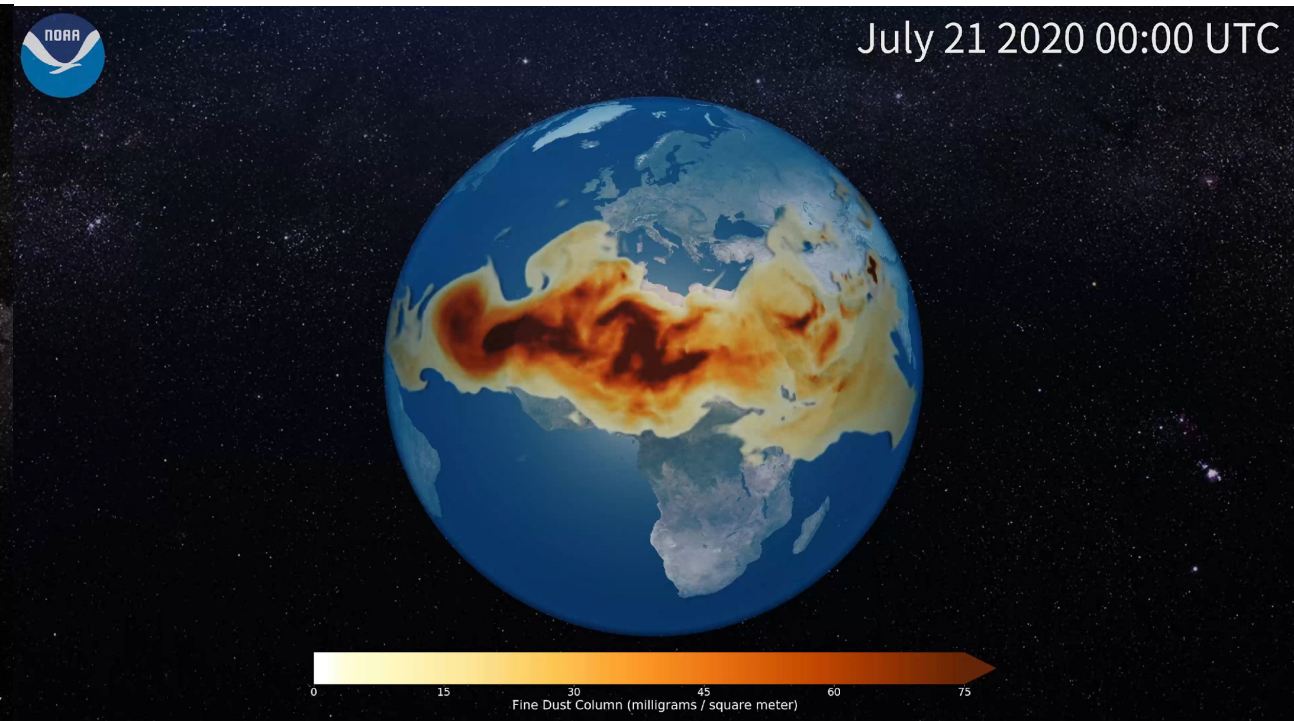 NOAA
July 21 2020 00:00 UTC
0 15 30 45 60 75
Fine Dust Column (milligrams / square meter)